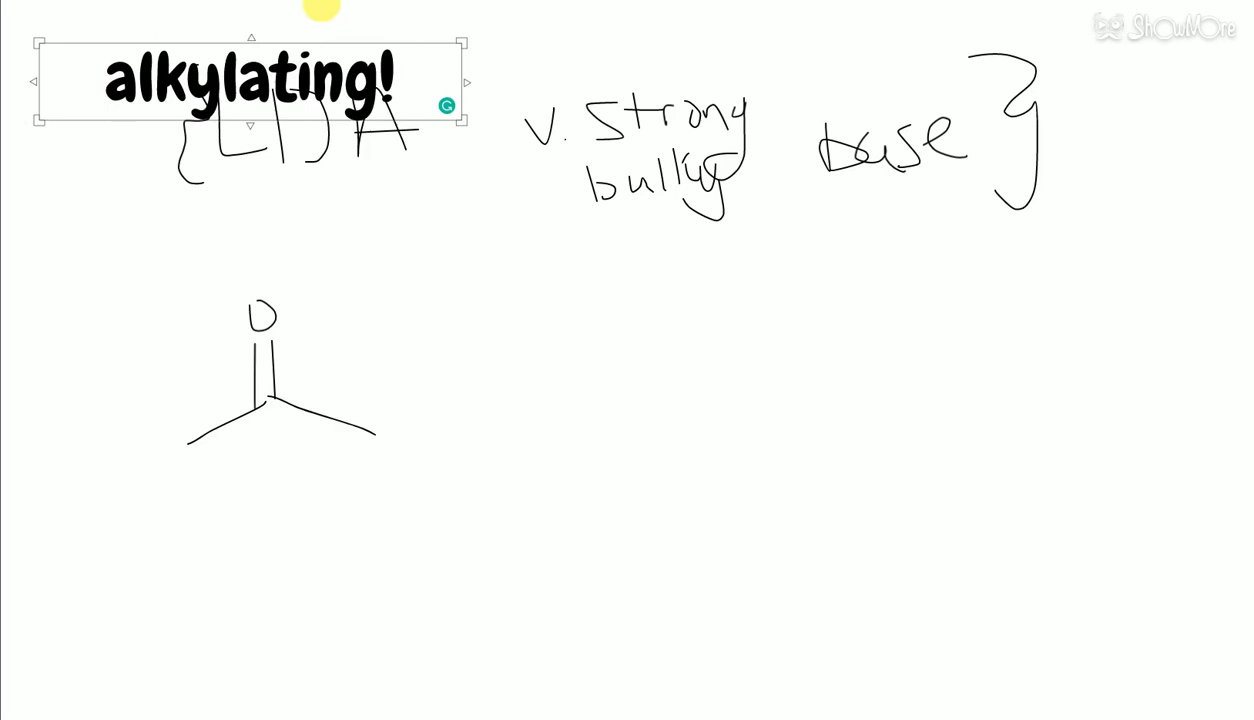 ShowMore
alkylating!
{LDA v. strong base}
bulky
O